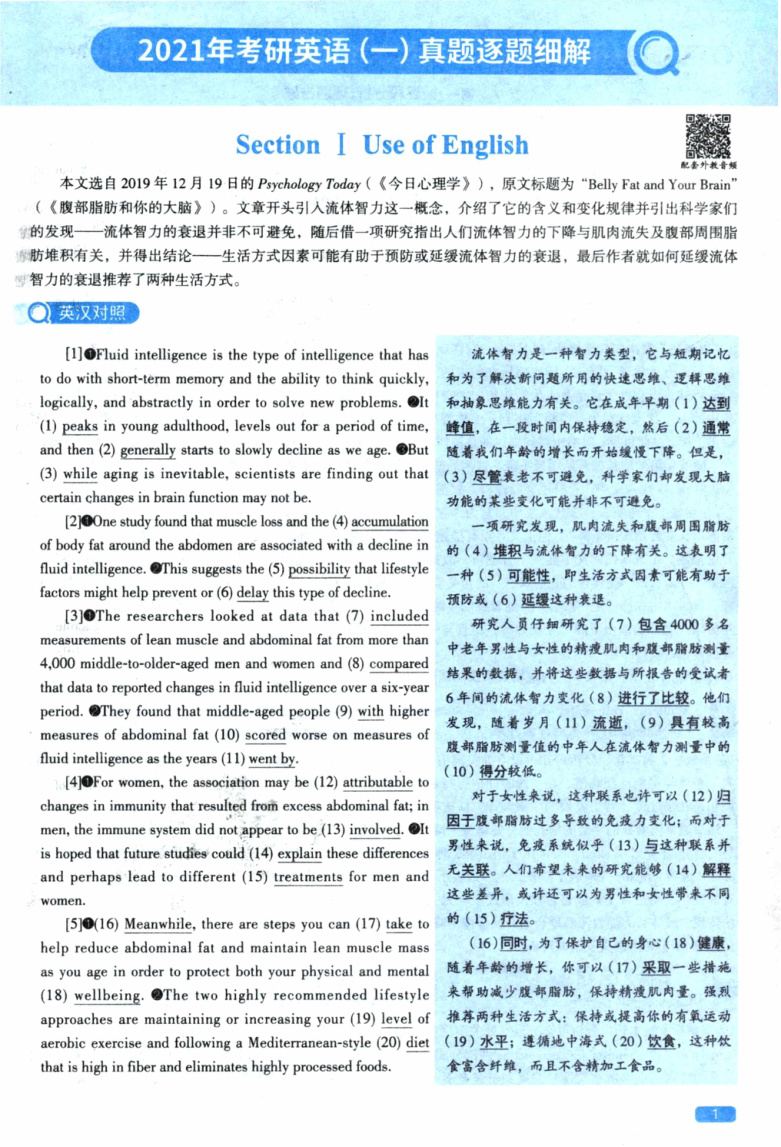 2021年考研英语(一)真题逐题细解
Section Ⅰ Use of English
配套外教音频
本文选自 2019 年 12 月 19 日的 Psychology Today(《今日心理学》),原文标题为“Belly Fat and Your Brain”
(《腹部脂肪和你的大脑》)。文章开头引入流体智力这一概念,介绍了它的含义和变化规律并引出科学家们
的发现——流体智力的衰退并非不可避免,随后借一项研究指出人们流体智力的下降与肌肉流失及腹部周围脂
肪堆积有关,并得出结论——生活方式因素可能有助于预防或延缓流体智力的衰退,最后作者就如何延缓流体
智力的衰退推荐了两种生活方式。
英汉对照
[1]❶Fluid intelligence is the type of intelligence that has
to do with short-term memory and the ability to think quickly,
logically, and abstractly in order to solve new problems. ❷It
(1) peaks in young adulthood, levels out for a period of time,
and then (2) generally starts to slowly decline as we age. ❸But
(3) while aging is inevitable, scientists are finding out that
certain changes in brain function may not be.
[2]❶One study found that muscle loss and the (4) accumulation
of body fat around the abdomen are associated with a decline in
fluid intelligence. ❷This suggests the (5) possibility that lifestyle
factors might help prevent or (6) delay this type of decline.
[3]❶The researchers looked at data that (7) included
measurements of lean muscle and abdominal fat from more than
4,000 middle-to-older-aged men and women and (8) compared
that data to reported changes in fluid intelligence over a six-year
period. ❷They found that middle-aged people (9) with higher
measures of abdominal fat (10) scored worse on measures of
fluid intelligence as the years (11) went by.
[4]❶For women, the association may be (12) attributable to
changes in immunity that resulted from excess abdominal fat; in
men, the immune system did not appear to be (13) involved. ❷It
is hoped that future studies could (14) explain these differences
and perhaps lead to different (15) treatments for men and
women.
[5]❶(16) Meanwhile, there are steps you can (17) take to
help reduce abdominal fat and maintain lean muscle mass
as you age in order to protect both your physical and mental
(18) wellbeing. ❷The two highly recommended lifestyle
approaches are maintaining or increasing your (19) level of
aerobic exercise and following a Mediterranean-style (20) diet
that is high in fiber and eliminates highly processed foods.
流体智力是一种智力类型,它与短期记忆
和为了解决新问题所用的快速思维、逻辑思维
和抽象思维能力有关。它在成年早期(1)达到
峰值,在一段时间内保持稳定,然后(2)通常
随着我们年龄的增长而开始缓慢下降。但是,
(3)尽管衰老不可避免,科学家们却发现大脑
功能的某些变化可能并非不可避免。
一项研究发现,肌肉流失和腹部周围脂肪
的(4)堆积与流体智力的下降有关。这表明了
一种(5)可能性,即生活方式因素可能有助于
预防或(6)延缓这种衰退。
研究人员仔细研究了(7)包含 4000 多名
中老年男性与女性的精瘦肌肉和腹部脂肪测量
结果的数据,并将这些数据与所报告的受试者
6 年间的流体智力变化(8)进行了比较。他们
发现,随着岁月(11)流逝,(9)具有较高
腹部脂肪测量值的中年人在流体智力测量中的
(10)得分较低。
对于女性来说,这种联系也许可以(12)归
因于腹部脂肪过多导致的免疫力变化;而对于
男性来说,免疫系统似乎(13)与这种联系并
无关联。人们希望未来的研究能够(14)解释
这些差异,或许还可以为男性和女性带来不同
的(15)疗法。
(16)同时,为了保护自己的身心(18)健康,
随着年龄的增长,你可以(17)采取一些措施
来帮助减少腹部脂肪,保持精瘦肌肉量。强烈
推荐两种生活方式:保持或提高你的有氧运动
(19)水平;遵循地中海式(20)饮食,这种饮
食富含纤维,而且不含精加工食品。
1